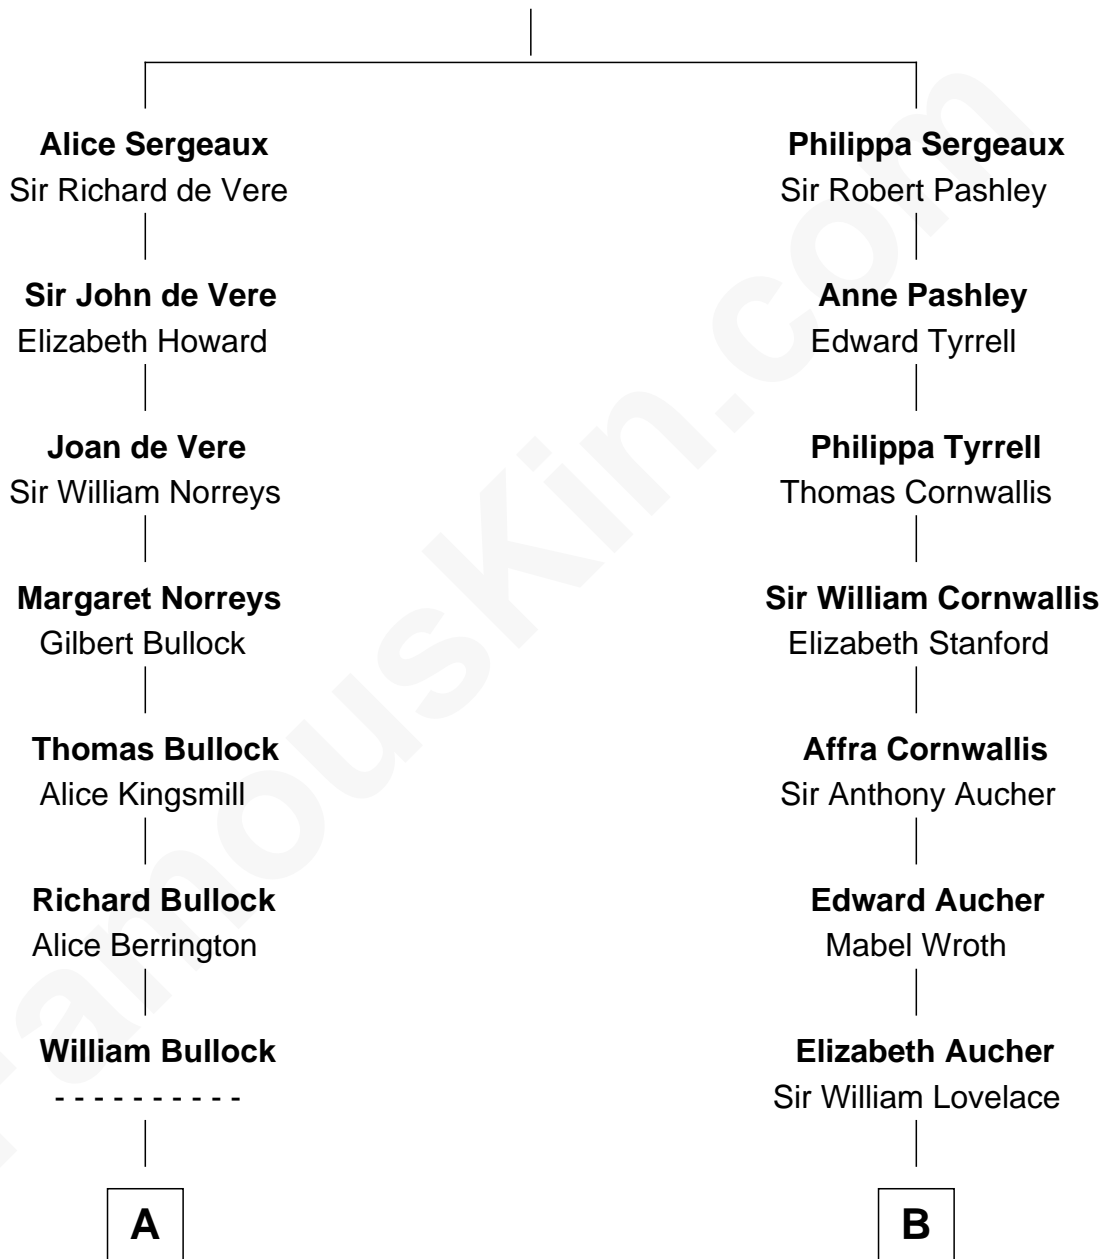 Alice Sergeaux
Sir Richard de Vere
Sir John de Vere
Elizabeth Howard
Joan de Vere
Sir William Norreys
Margaret Norreys
Gilbert Bullock
Thomas Bullock
Alice Kingsmill
Richard Bullock
Alice Berrington
William Bullock
- - - - - - - - - -
A
Philippa Sergeaux
Sir Robert Pashley
Anne Pashley
Edward Tyrrell
Philippa Tyrrell
Thomas Cornwallis
Sir William Cornwallis
Elizabeth Stanford
Affra Cornwallis
Sir Anthony Aucher
Edward Aucher
Mabel Wroth
Elizabeth Aucher
Sir William Lovelace
B
FamousKin.com